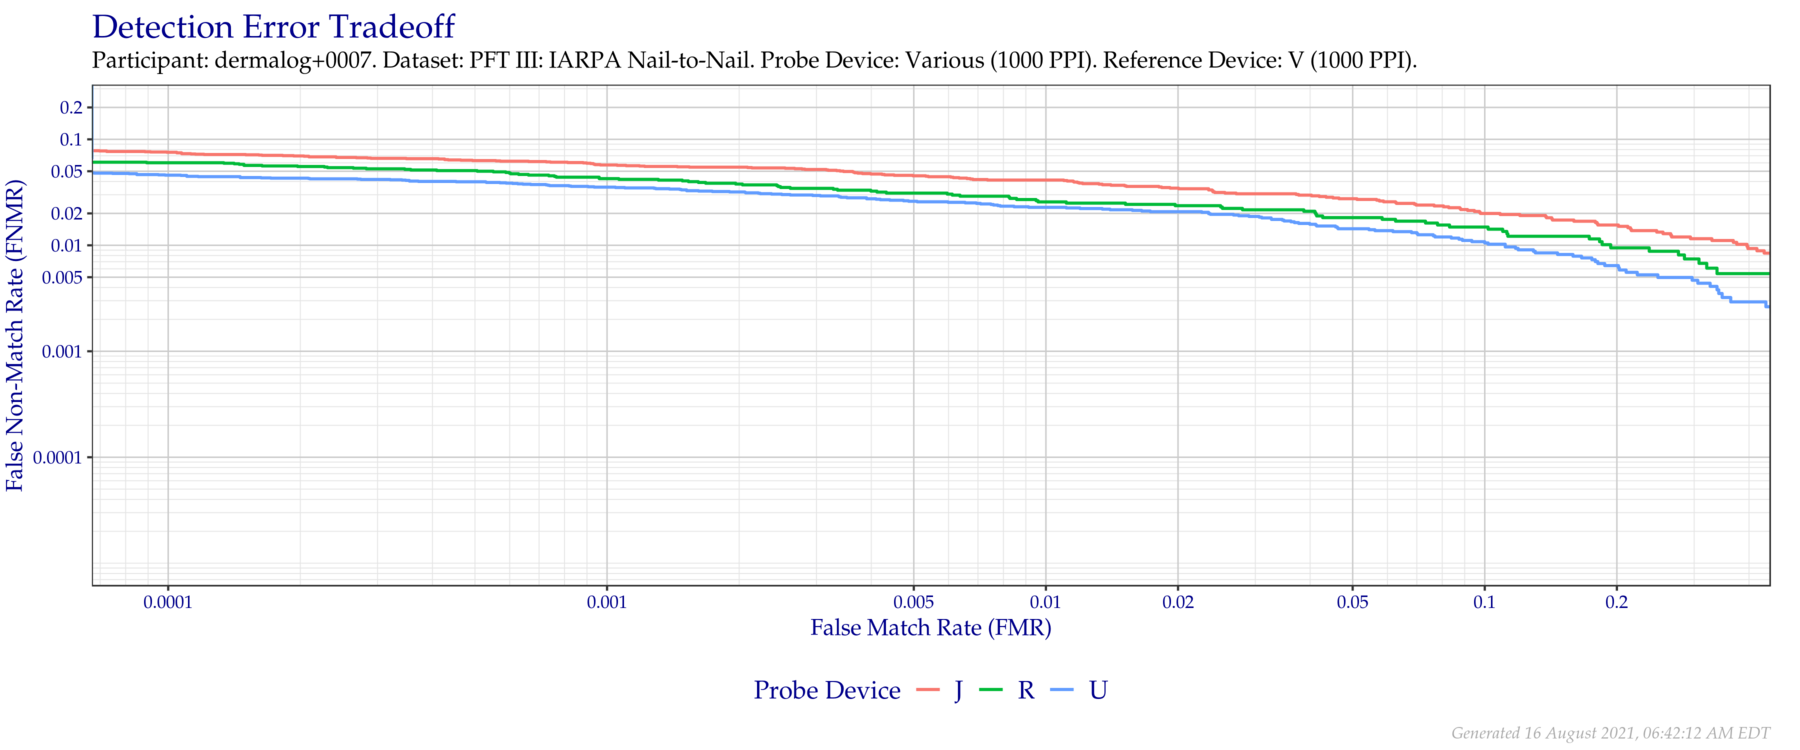 Detection Error Tradeoff
Participant: dermalog+0007. Dataset: PFT III: IARPA Nail-to-Nail. Probe Device: Various (1000 PPI). Reference Device: V (1000 PPI).
False Non-Match Rate (FNMR)
0.2
0.1
0.05
0.02
0.01
0.005
0.001
0.0001
0.0001 0.001 0.005 0.01 0.02 0.05 0.1 0.2
False Match Rate (FMR)
Probe Device J R U
Generated 16 August 2021, 06:42:12 AM EDT